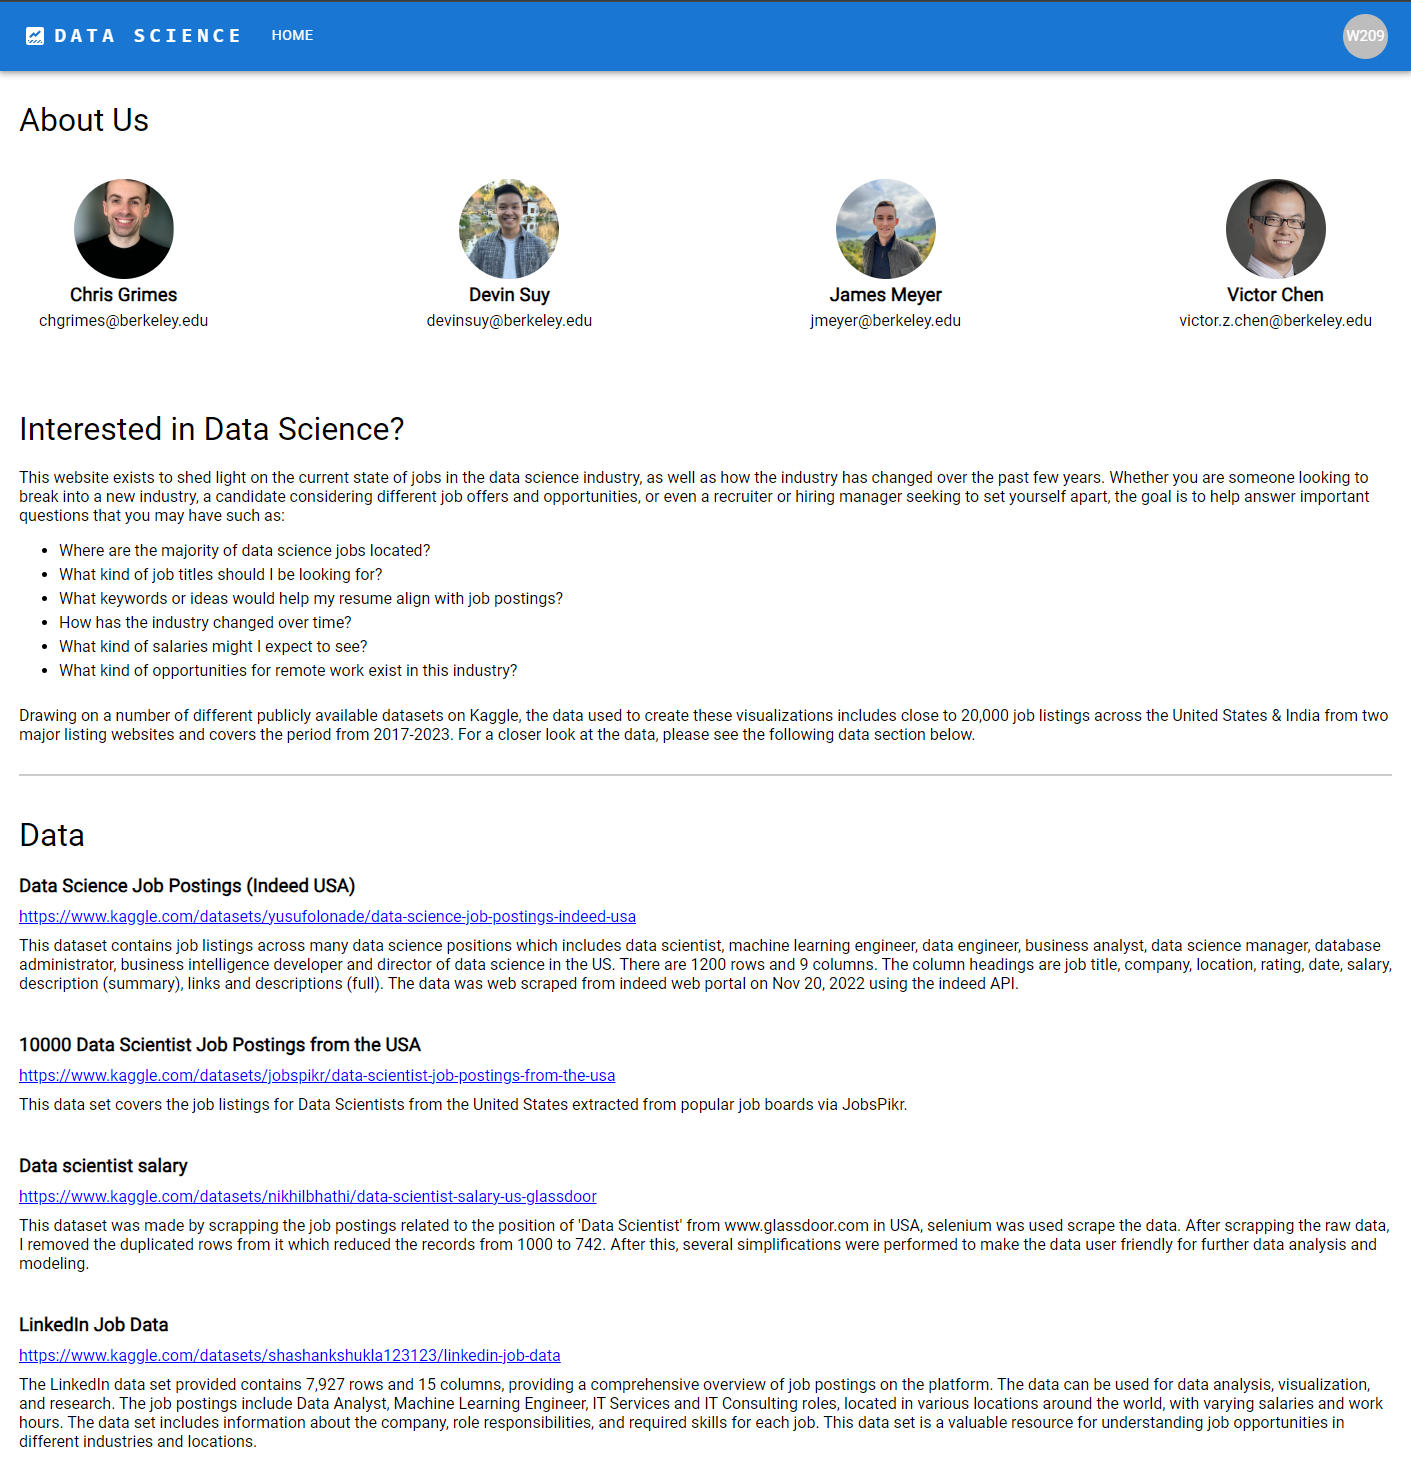 DATA SCIENCE HOME W209
About Us
Chris Grimes Devin Suy James Meyer Victor Chen
chgrimes@berkeley.edu devinsuy@berkeley.edu jmeyer@berkeley.edu victor.z.chen@berkeley.edu
Interested in Data Science?
This website exists to shed light on the current state of jobs in the data science industry, as well as how the industry has changed over the past few years. Whether you are someone looking to
break into a new industry, a candidate considering different job offers and opportunities, or even a recruiter or hiring manager seeking to set yourself apart, the goal is to help answer important
questions that you may have such as:
• Where are the majority of data science jobs located?
• What kind of job titles should I be looking for?
• What keywords or ideas would help my resume align with job postings?
• How has the industry changed over time?
• What kind of salaries might I expect to see?
• What kind of opportunities for remote work exist in this industry?
Drawing on a number of different publicly available datasets on Kaggle, the data used to create these visualizations includes close to 20,000 job listings across the United States & India from two
major listing websites and covers the period from 2017-2023. For a closer look at the data, please see the following data section below.
Data
Data Science Job Postings (Indeed USA)
https://www.kaggle.com/datasets/yusufolonade/data-science-job-postings-indeed-usa
This dataset contains job listings across many data science positions which includes data scientist, machine learning engineer, data engineer, business analyst, data science manager, database
administrator, business intelligence developer and director of data science in the US. There are 1200 rows and 9 columns. The column headings are job title, company, location, rating, date, salary,
description (summary), links and descriptions (full). The data was web scraped from indeed web portal on Nov 20, 2022 using the indeed API.
10000 Data Scientist Job Postings from the USA
https://www.kaggle.com/datasets/jobspikr/data-scientist-job-postings-from-the-usa
This data set covers the job listings for Data Scientists from the United States extracted from popular job boards via JobsPikr.
Data scientist salary
https://www.kaggle.com/datasets/nikhilbhathi/data-scientist-salary-us-glassdoor
This dataset was made by scrapping the job postings related to the position of 'Data Scientist' from www.glassdoor.com in USA, selenium was used scrape the data. After scrapping the raw data,
I removed the duplicated rows from it which reduced the records from 1000 to 742. After this, several simplifications were performed to make the data user friendly for further data analysis and
modeling.
LinkedIn Job Data
https://www.kaggle.com/datasets/shashankshukla123123/linkedin-job-data
The LinkedIn data set provided contains 7,927 rows and 15 columns, providing a comprehensive overview of job postings on the platform. The data can be used for data analysis, visualization,
and research. The job postings include Data Analyst, Machine Learning Engineer, IT Services and IT Consulting roles, located in various locations around the world, with varying salaries and work
hours. The data set includes information about the company, role responsibilities, and required skills for each job. This data set is a valuable resource for understanding job opportunities in
different industries and locations.